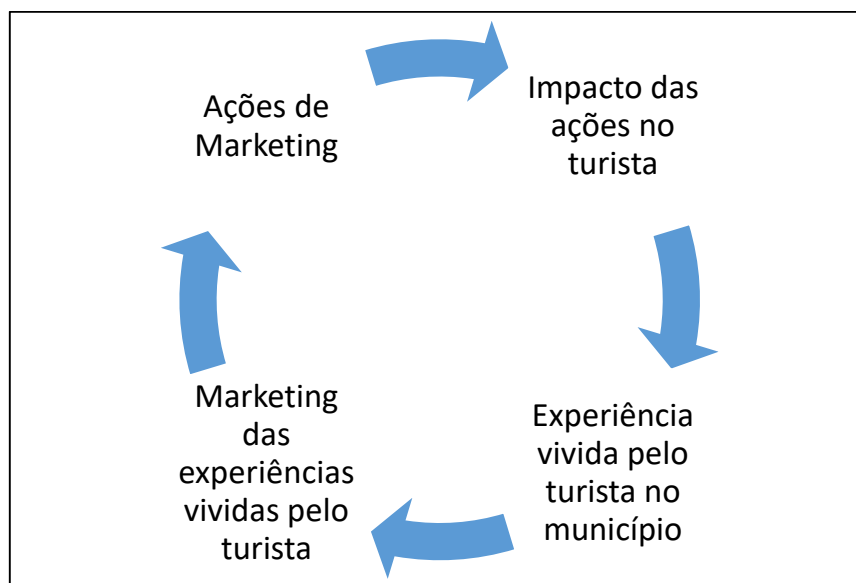 Ações de
Marketing
Impacto das
ações no
turista
Experiência
vivida pelo
turista no
município
Marketing
das
experiências
vividas pelo
turista